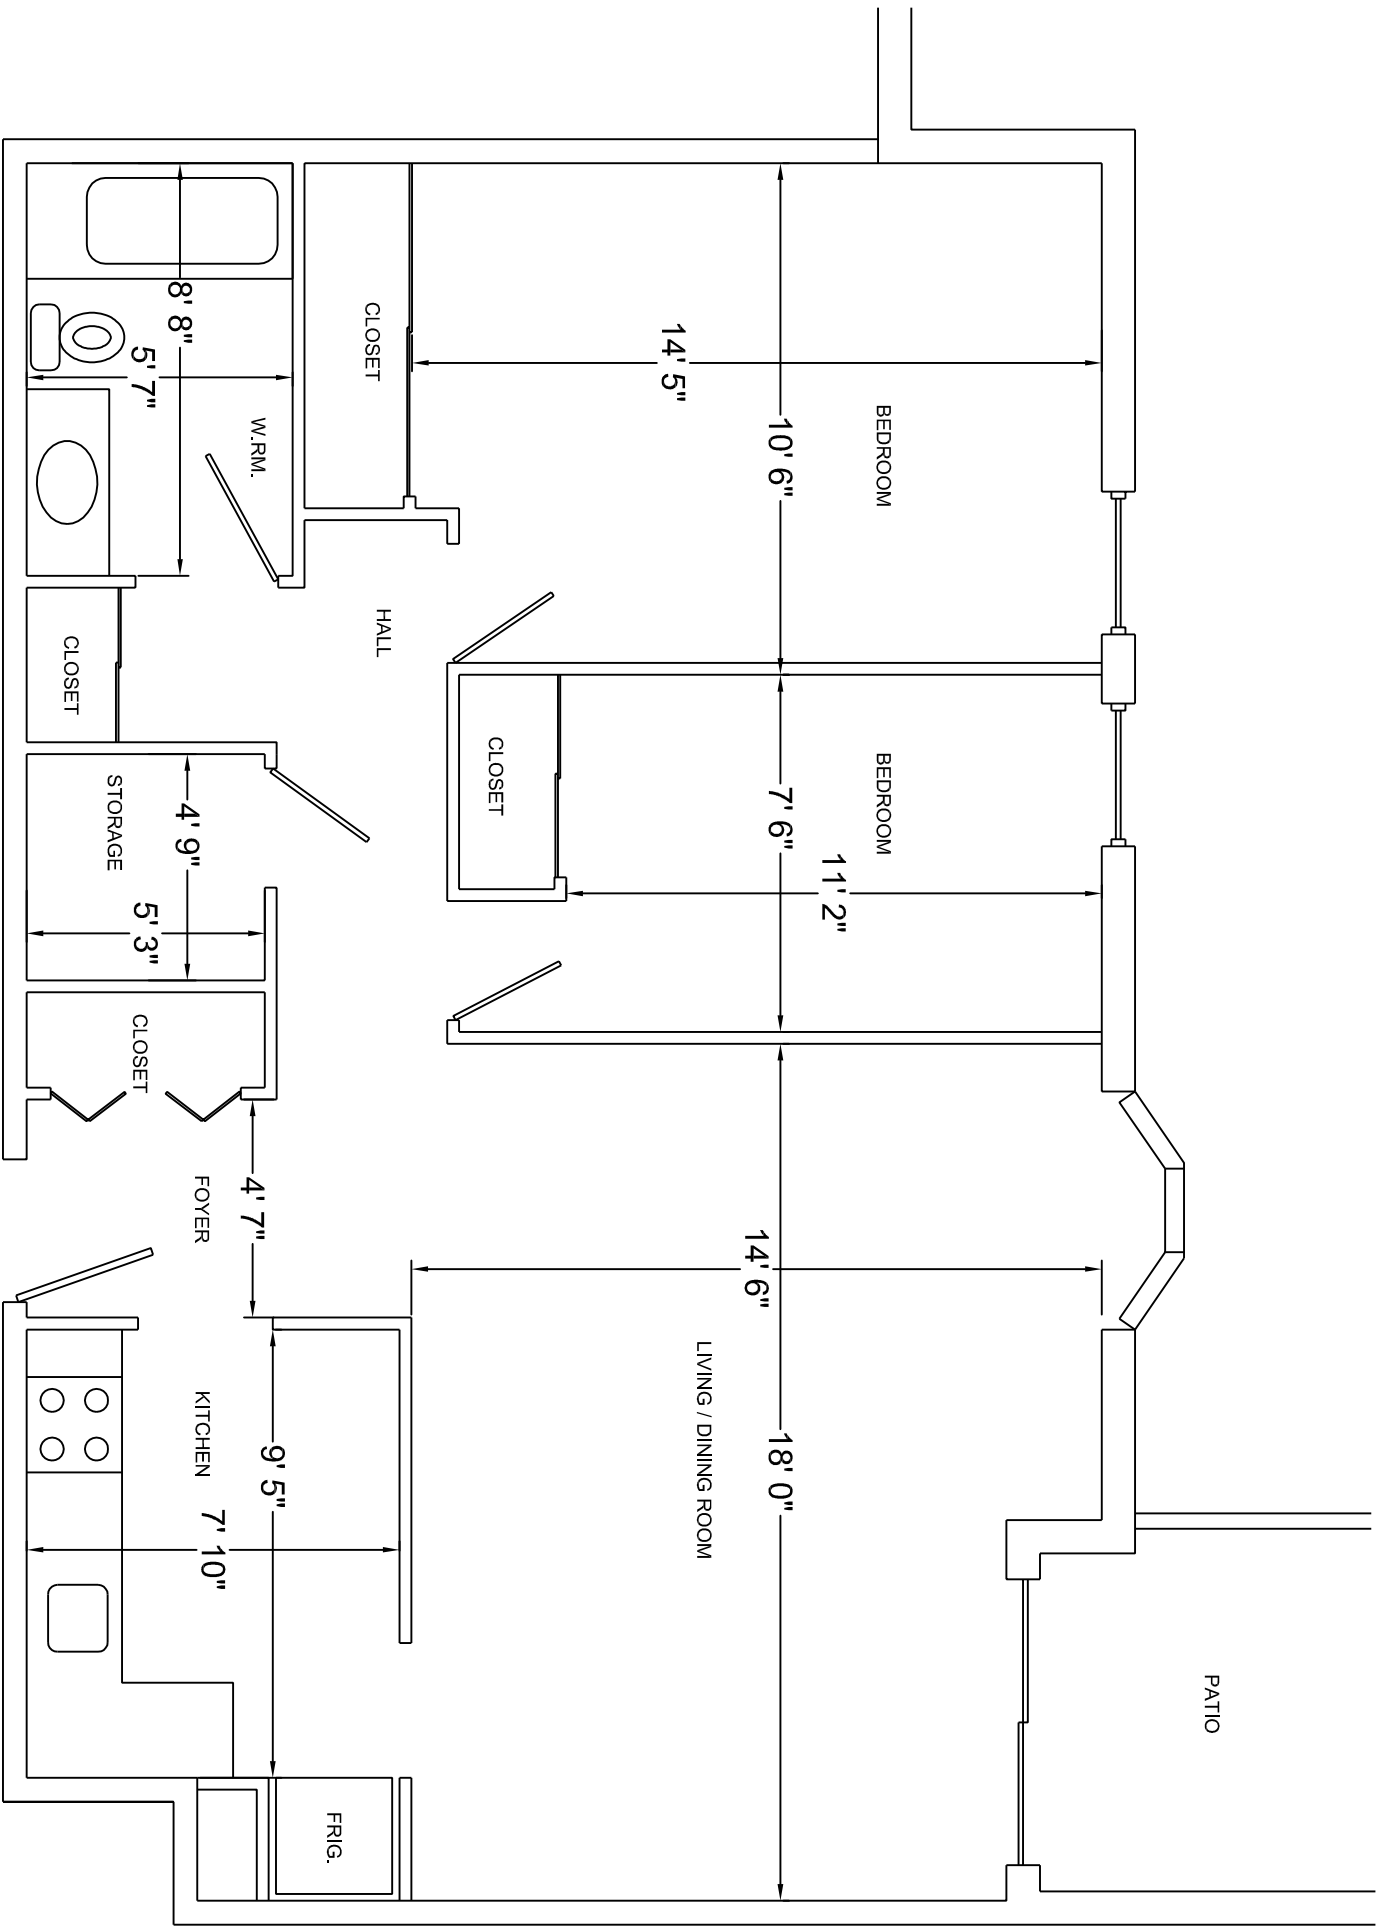 PATIO
BEDROOM
BEDROOM
11' 2"
10' 6"
7' 6"
18' 0"
14' 6"
LIVING / DINING ROOM
14' 5"
CLOSET
HALL
CLOSET
FRIG.
9' 5"
W.RM.
4' 7"
7' 10"
FOYER
KITCHEN
4' 9"
8' 8"
5' 7"
5' 3"
CLOSET
STORAGE
CLOSET